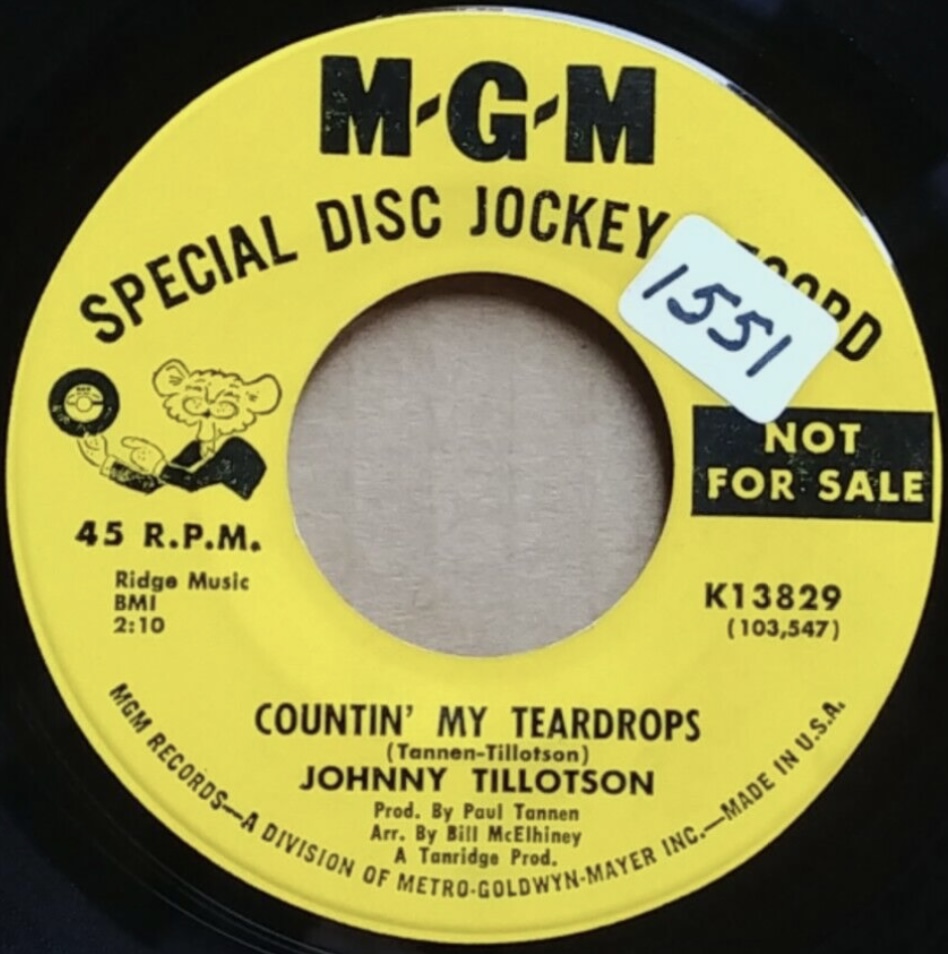 M-G-M
SPECIAL DISC JOCKEY
1551
NOT
FOR SALE
45 R.P.M.
Ridge Music
BMI
2:10
K13829
(103,547)
COUNTIN' MY TEARDROPS
(Tannen-Tillotson)
JOHNNY TILLOTSON
Prod. By Paul Tannen
Arr. By Bill McElhiney
A Tanridge Prod.
MGM RECORDS—A DIVISION OF METRO-GOLDWYN-MAYER INC.—MADE IN U.S.A.